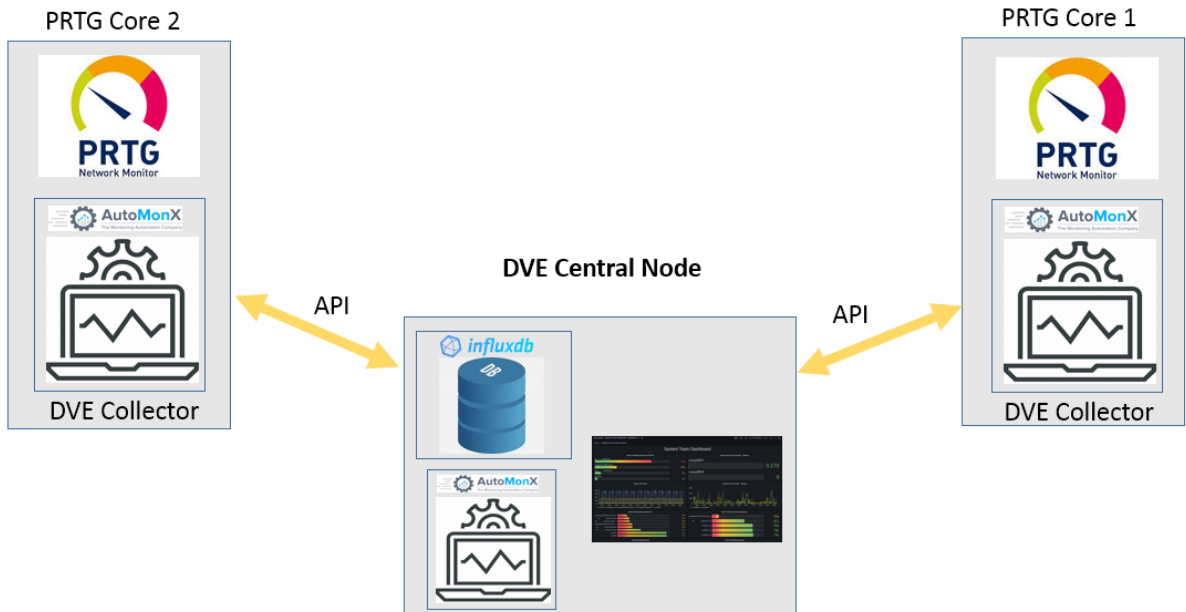 PRTG Core 2
PRTG
Network Monitor
AutoMonX
The Monitoring Automation Company
DVE Collector
PRTG Core 1
PRTG
Network Monitor
AutoMonX
The Monitoring Automation Company
DVE Collector
API
API
DVE Central Node
influxdb
DB
AutoMonX
The Monitoring Automation Company
System Team Dashboard
0.270